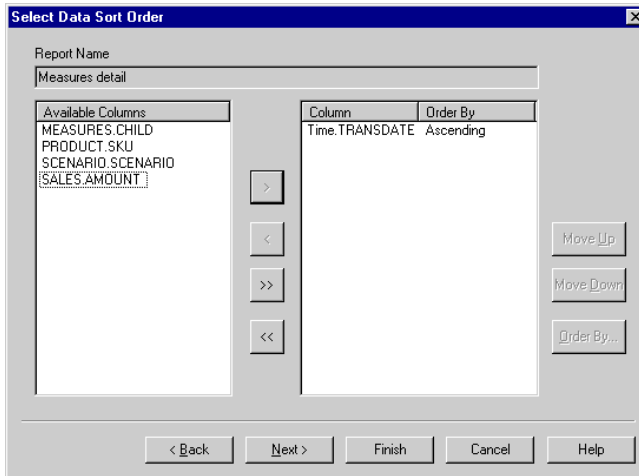 Select Data Sort Order
Report Name
Measures detail
Available Columns
MEASURES.CHILD
PRODUCT.SKU
SCENARIO.SCENARIO
SALES.AMOUNT
>
<
>>
<<
Column Order By
Time.TRANSDATE Ascending
Move Up
Move Down
Order By...
< Back Next > Finish Cancel Help